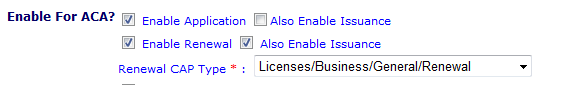 Enable For ACA? Enable Application Also Enable Issuance
Enable Renewal Also Enable Issuance
Renewal CAP Type * : Licenses/Business/General/Renewal